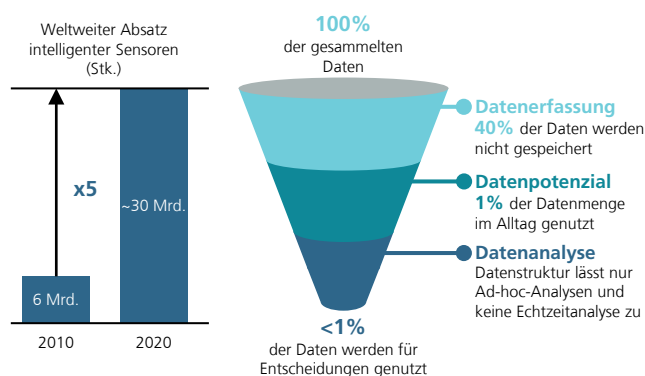 Weltweiter Absatz
intelligenter Sensoren
(Stk.)
x5
~30 Mrd.
6 Mrd.
2010
2020
100%
der gesammelten
Daten
Datenerfassung
40% der Daten werden
nicht gespeichert
Datenpotenzial
1% der Datenmenge
im Alltag genutzt
Datenanalyse
Datenstruktur lässt nur
Ad-hoc-Analysen und
keine Echtzeitanalyse zu
<1%
der Daten werden für
Entscheidungen genutzt